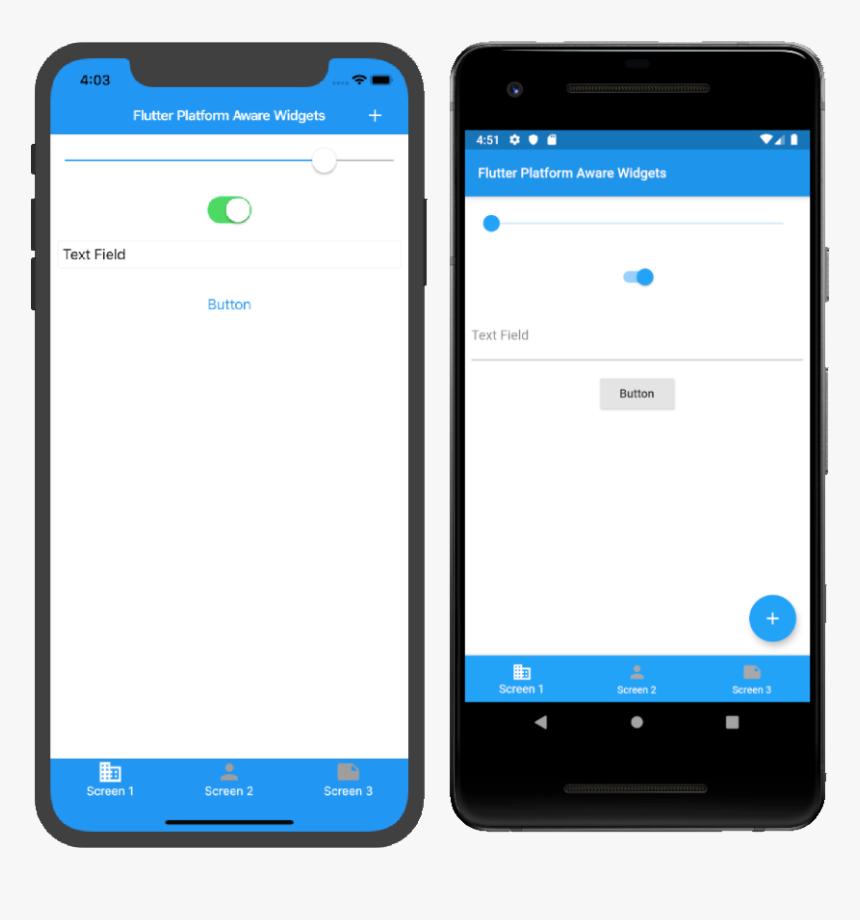 4:03
Flutter Platform Aware Widgets +
Text Field
Button
Screen 1 Screen 2 Screen 3
4:51
Flutter Platform Aware Widgets
Text Field
Button
+
Screen 1 Screen 2 Screen 3